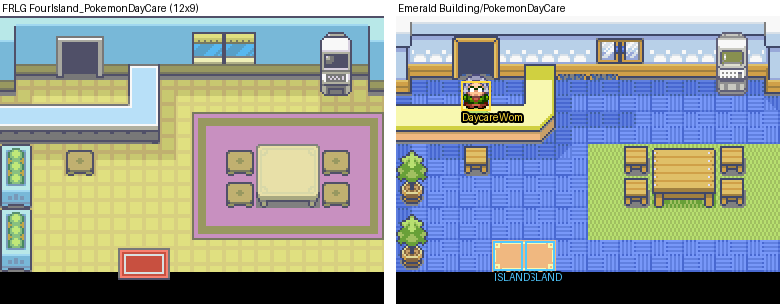 FRLG FourIsland_PokemonDayCare (12x9)
Emerald Building/PokemonDayCare
DaycareWom
ISLANDSLAND